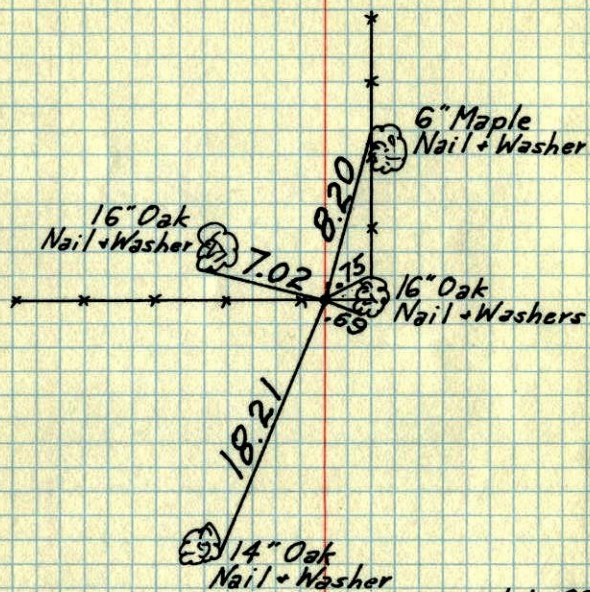 6" Maple
Nail + Washer
8.20
16" Oak
Nail + Washer
7.02
.75
16" Oak
Nail + Washers
.69
18.21
14" Oak
Nail + Washer